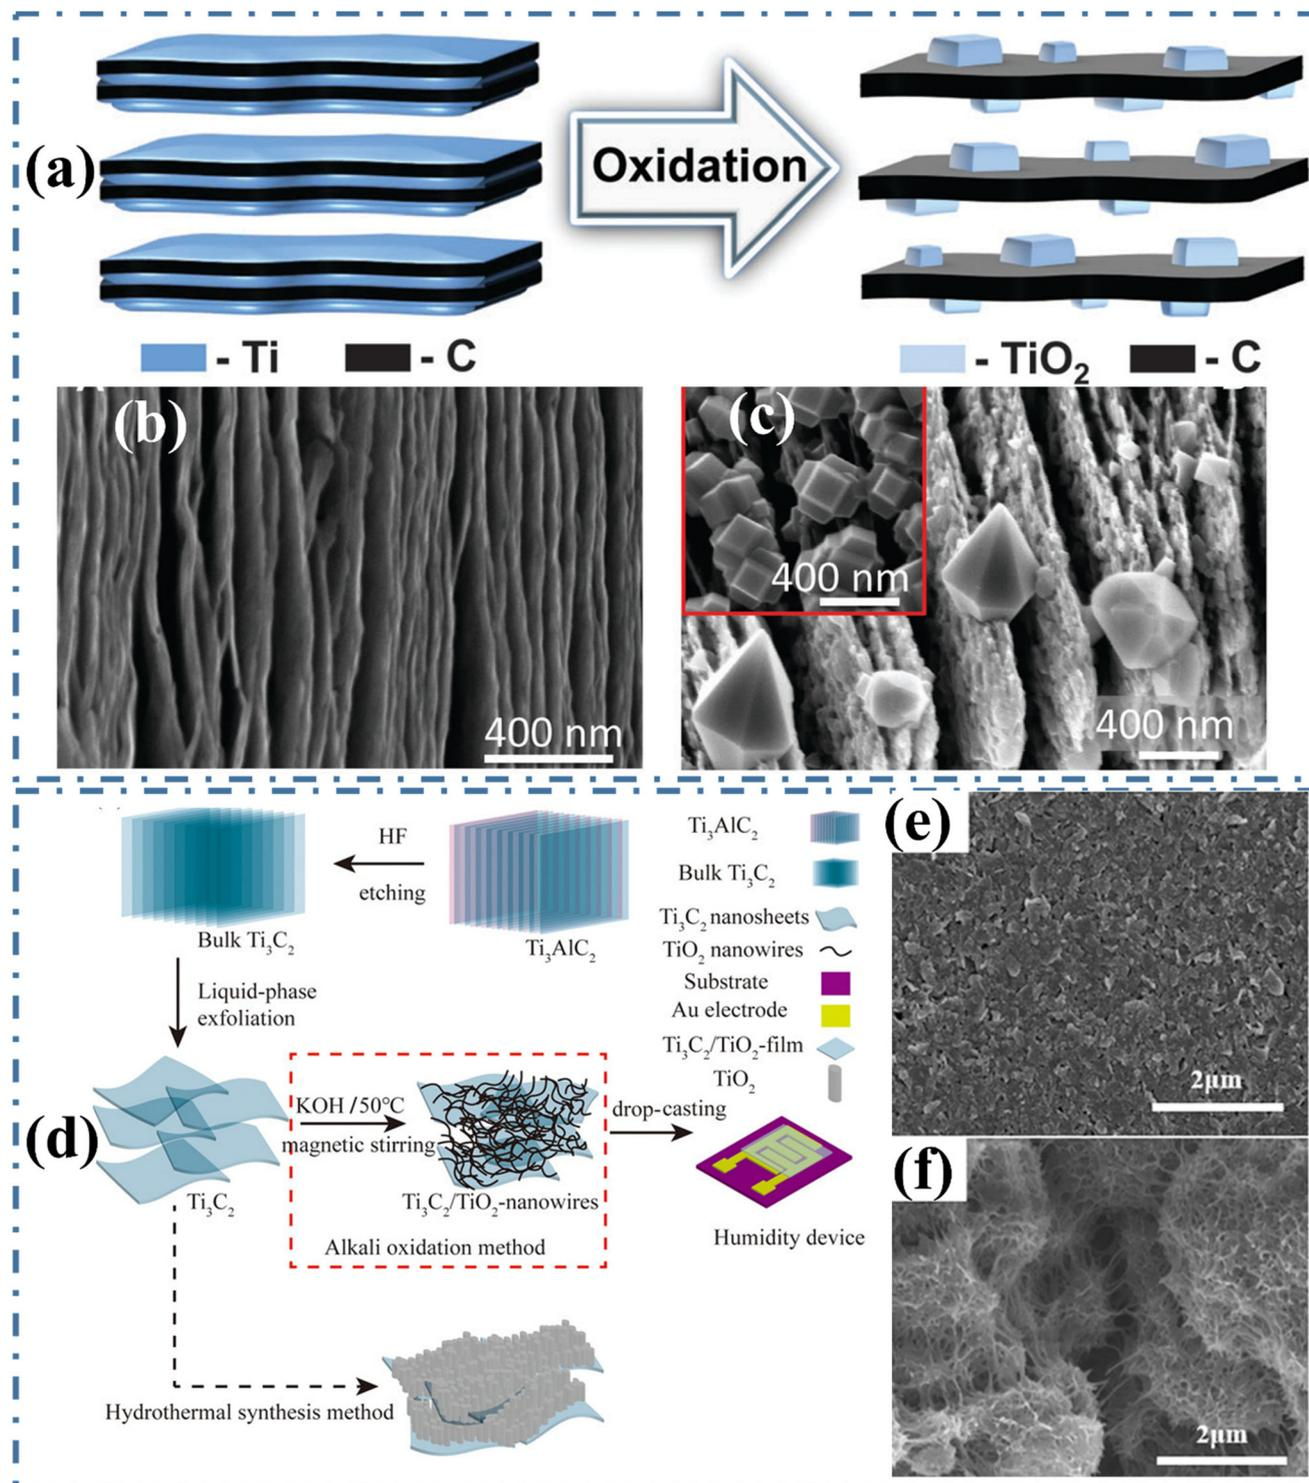 (a)
Oxidation
- Ti - C
- TiO₂ - C
(b)
400 nm
(c)
400 nm
400 nm
(d)
HF
etching
Bulk Ti₃C₂
Ti₃AlC₂
Liquid-phase
exfoliation
Ti₃C₂
KOH /50°C
magnetic stirring
Ti₃C₂/TiO₂-nanowires
Alkali oxidation method
drop-casting
Humidity device
Hydrothermal synthesis method
Ti₃AlC₂
Bulk Ti₃C₂
Ti₃C₂ nanosheets
TiO₂ nanowires
Substrate
Au electrode
Ti₃C₂/TiO₂-film
TiO₂
(e)
2μm
(f)
2μm